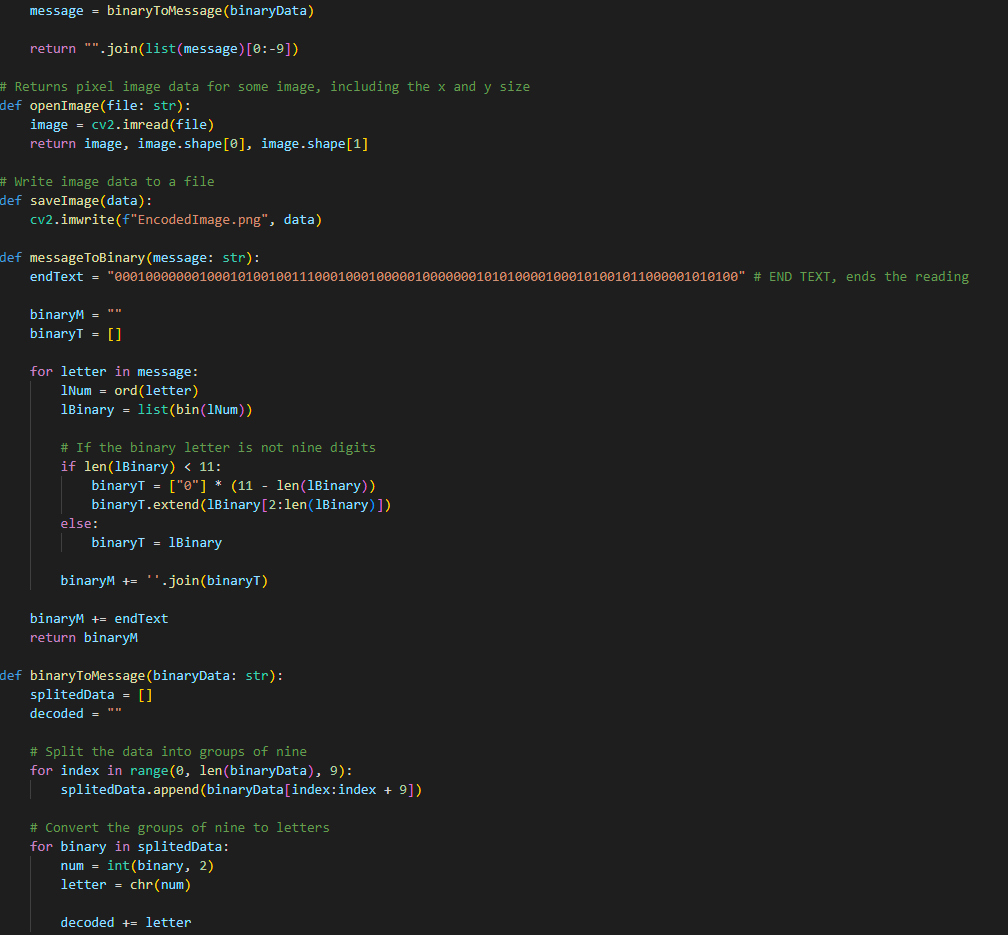 message = binaryToMessage(binaryData)
return "".join(list(message)[0:-9])
# Returns pixel image data for some image, including the x and y size
def openImage(file: str):
image = cv2.imread(file)
return image, image.shape[0], image.shape[1]
# Write image data to a file
def saveImage(data):
cv2.imwrite(f"EncodedImage.png", data)
def messageToBinary(message: str):
endText = "000100000001000101001001110001000100000100000001010100001000101001011000001010100" # END TEXT, ends the reading
binaryM = ""
binaryT = []
for letter in message:
lNum = ord(letter)
lBinary = list(bin(lNum))
# If the binary letter is not nine digits
if len(lBinary) < 11:
binaryT = ["0"] * (11 - len(lBinary))
binaryT.extend(lBinary[2:len(lBinary)])
else:
binaryT = lBinary
binaryM += ''.join(binaryT)
binaryM += endText
return binaryM
def binaryToMessage(binaryData: str):
splitedData = []
decoded = ""
# Split the data into groups of nine
for index in range(0, len(binaryData), 9):
splitedData.append(binaryData[index:index + 9])
# Convert the groups of nine to letters
for binary in splitedData:
num = int(binary, 2)
letter = chr(num)
decoded += letter